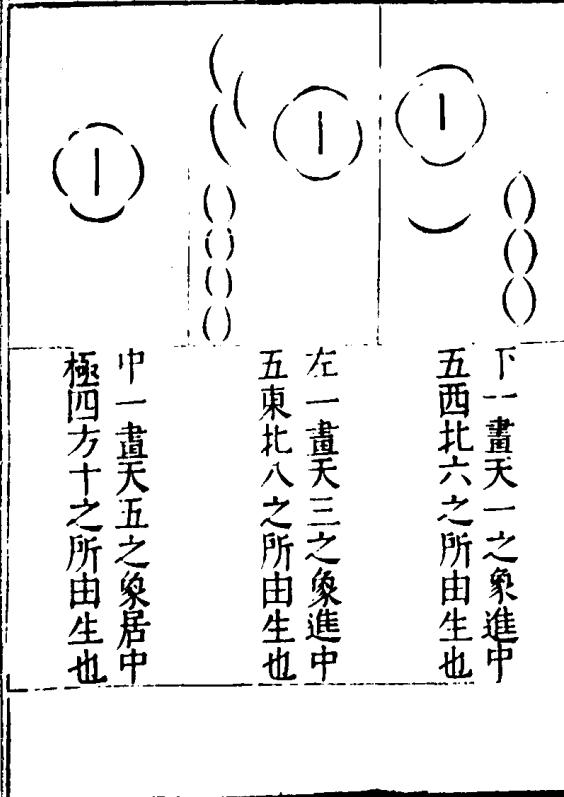 下一畫天一之象進中
五西北六之所由生也
左一畫天三之象進中
五東北八之所由生也
中一畫天五之象居中
極四方十之所由生也